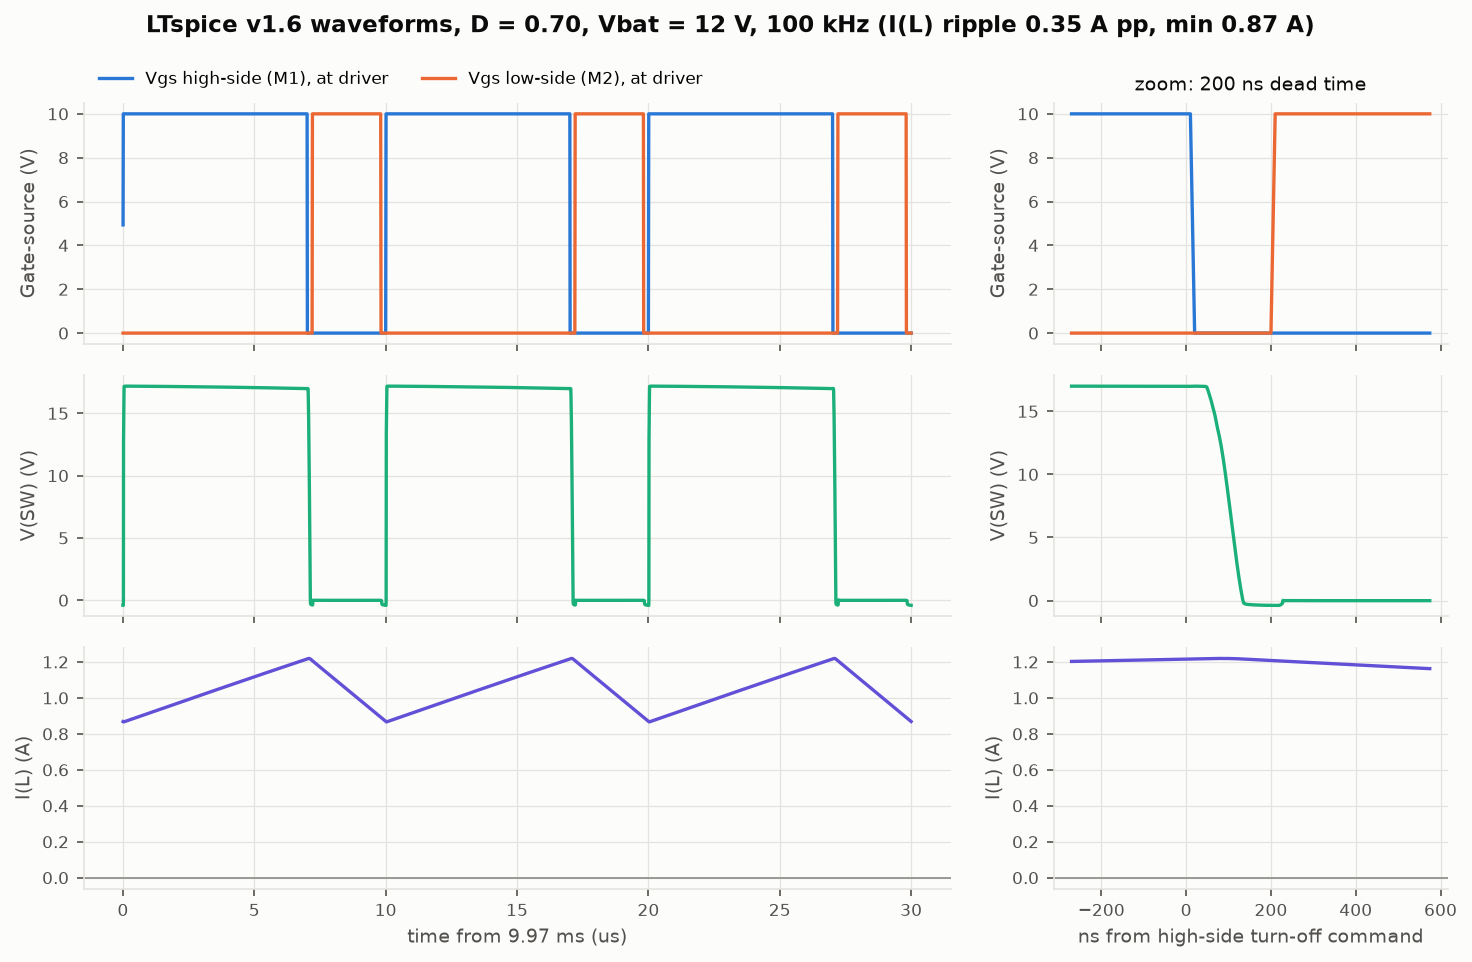 LTspice v1.6 waveforms, D = 0.70, Vbat = 12 V, 100 kHz (I(L) ripple 0.35 A pp, min 0.87 A)
Vgs high-side (M1), at driver
Vgs low-side (M2), at driver
zoom: 200 ns dead time
Gate-source (V)
10
8
6
4
2
0
Gate-source (V)
10
8
6
4
2
0
V(SW) (V)
15
10
5
0
V(SW) (V)
15
10
5
0
I(L) (A)
1.2
1.0
0.8
0.6
0.4
0.2
0.0
0 5 10 15 20 25 30
time from 9.97 ms (us)
I(L) (A)
1.2
1.0
0.8
0.6
0.4
0.2
0.0
−200 0 200 400 600
ns from high-side turn-off command